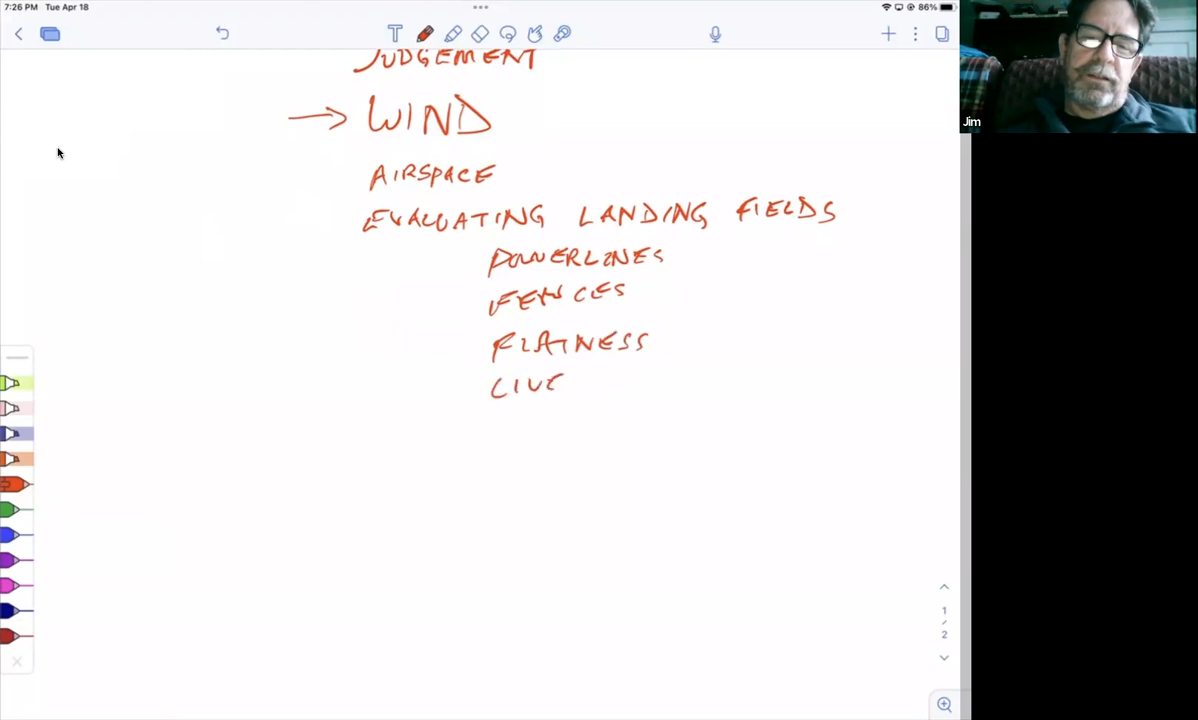 7:26 PM Tue Apr 18
86%
JUDGEMENT
→ WIND
AIRSPACE
EVALUATING LANDING FIELDS
POWERLINES
FENCES
FLATNESS
LIVE
Jim
T
1
/
2